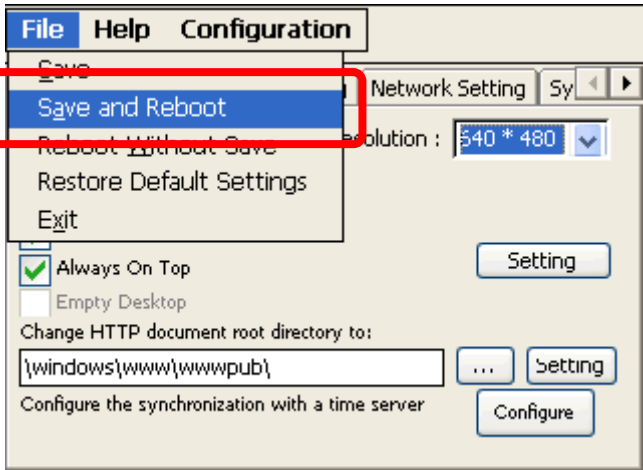 File Help Configuration
Save
Save and Reboot
Network Setting Sy
Reboot Without Save
olution : 640 * 480
Restore Default Settings
Exit
Always On Top
Setting
Empty Desktop
Change HTTP document root directory to:
\windows\www\wwwpub\ ... Setting
Configure the synchronization with a time server
Configure